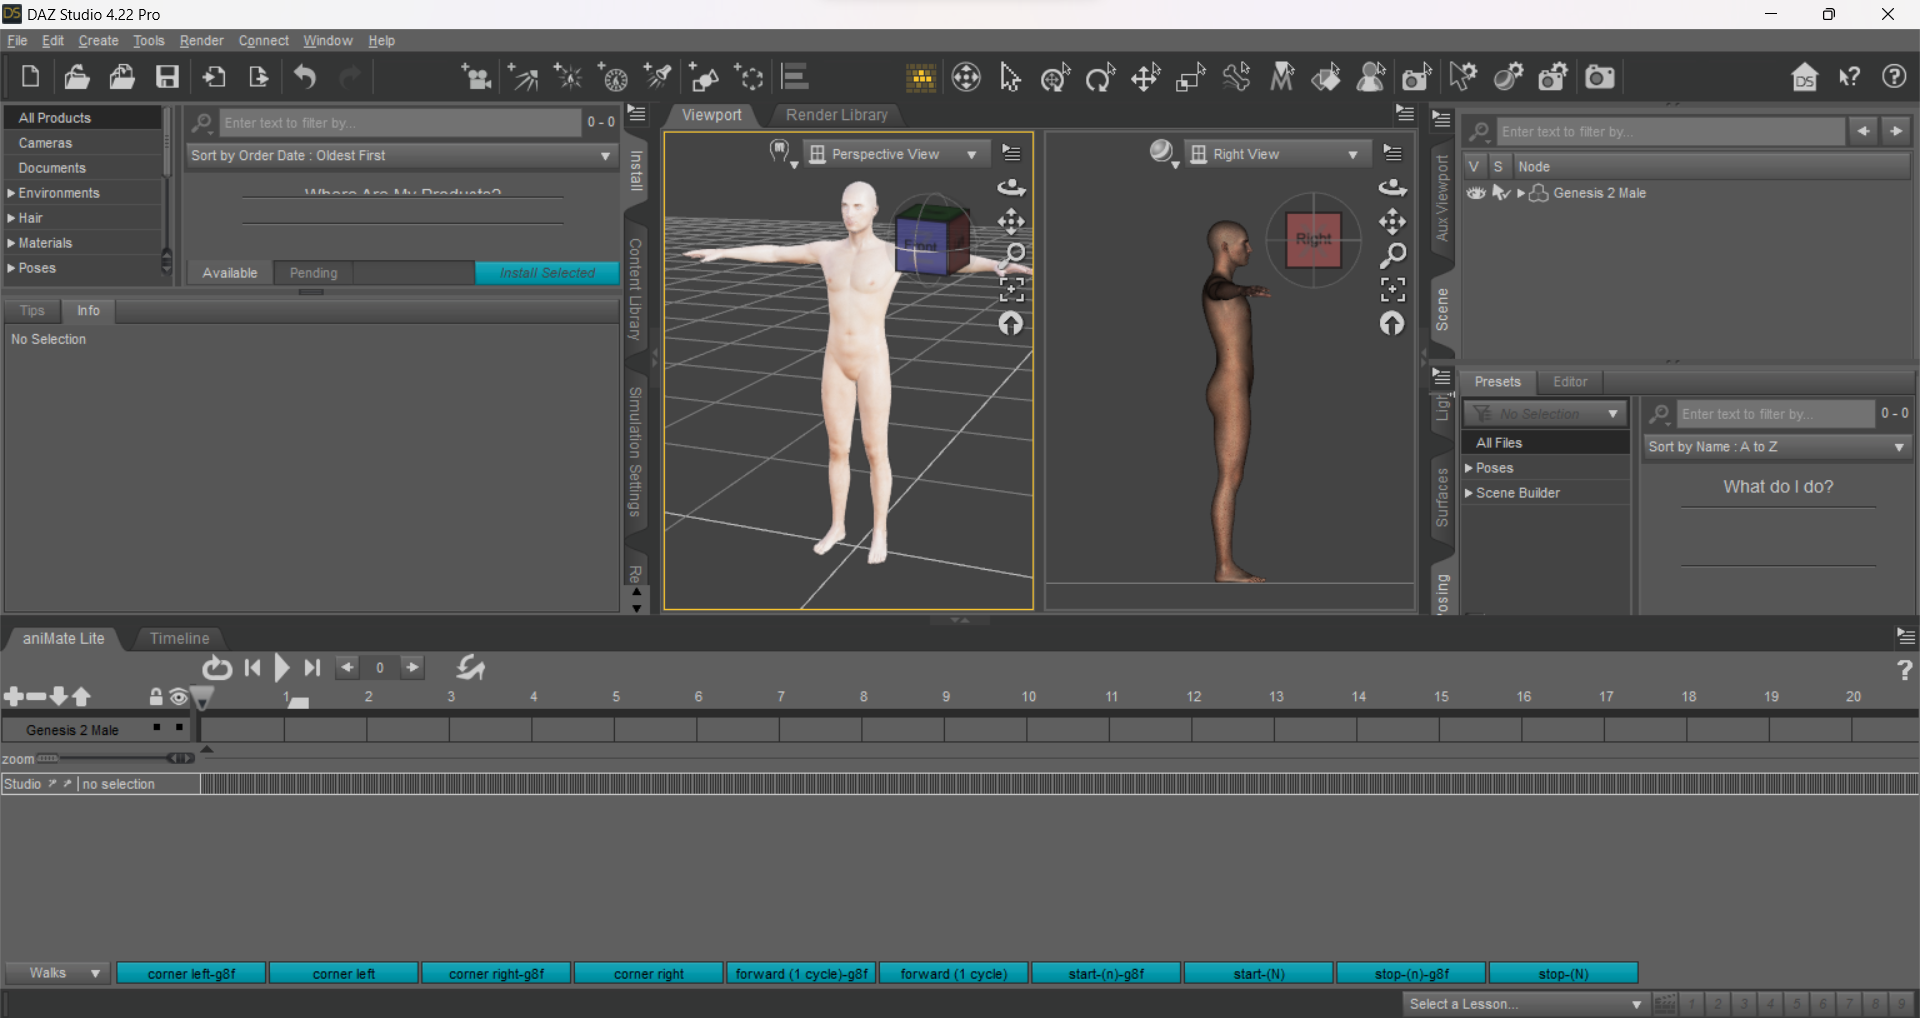 DS DAZ Studio 4.22 Pro
File Edit Create Tools Render Connect Window Help
DS
All Products
Cameras
Documents
Environments
Hair
Materials
Poses
Enter text to filter by... 0 - 0
Sort by Order Date : Oldest First
Where Are My Products?
Available Pending Install Selected
Tips Info
No Selection
Install
Content Library
Simulation Settings
Re
Viewport Render Library
Perspective View
Front
Right View
Right
Aux Viewport
Scene
Enter text to filter by...
V S Node
Genesis 2 Male
Ligh
Surfaces
osing
Presets Editor
No Selection
All Files
Poses
Scene Builder
Enter text to filter by... 0 - 0
Sort by Name : A to Z
What do I do?
aniMate Lite Timeline
0
1 2 3 4 5 6 7 8 9 10 11 12 13 14 15 16 17 18 19 20
Genesis 2 Male
zoom
Studio no selection
Walks corner left-g8f corner left corner right-g8f corner right forward (1 cycle)-g8f forward (1 cycle) start-(n)-g8f start-(N) stop-(n)-g8f stop-(N)
Select a Lesson... 1 2 3 4 5 6 7 8 9